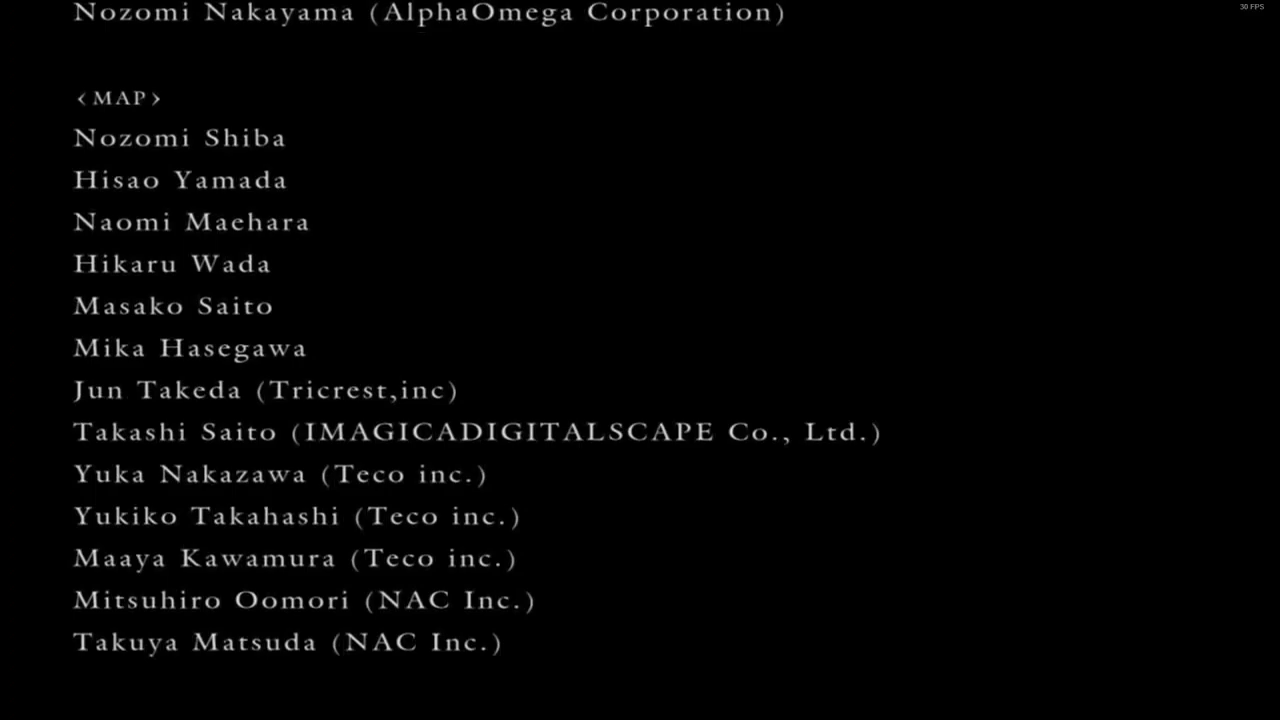 Nozomi Nakayama (AlphaOmega Corporation)
30 FPS
<MAP>
Nozomi Shiba
Hisao Yamada
Naomi Maehara
Hikaru Wada
Masako Saito
Mika Hasegawa
Jun Takeda (Tricrest,inc)
Takashi Saito (IMAGICADIGITALSCAPE Co., Ltd.)
Yuka Nakazawa (Teco inc.)
Yukiko Takahashi (Teco inc.)
Maaya Kawamura (Teco inc.)
Mitsuhiro Oomori (NAC Inc.)
Takuya Matsuda (NAC Inc.)